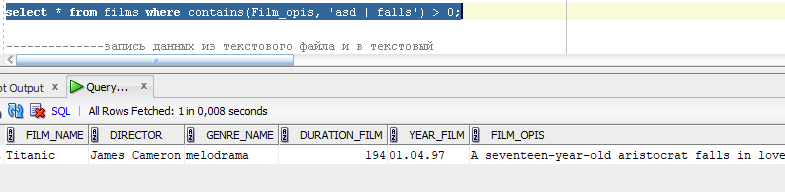 select * from films where contains(Film_opis, 'asd | falls') > 0;
--------------запись данных из текстового файла и в текстовый
ot Output x Query... x
SQL | All Rows Fetched: 1 in 0,008 seconds
FILM_NAME DIRECTOR GENRE_NAME DURATION_FILM YEAR_FILM FILM_OPIS
Titanic James Cameron melodrama 194 01.04.97 A seventeen-year-old aristocrat falls in love